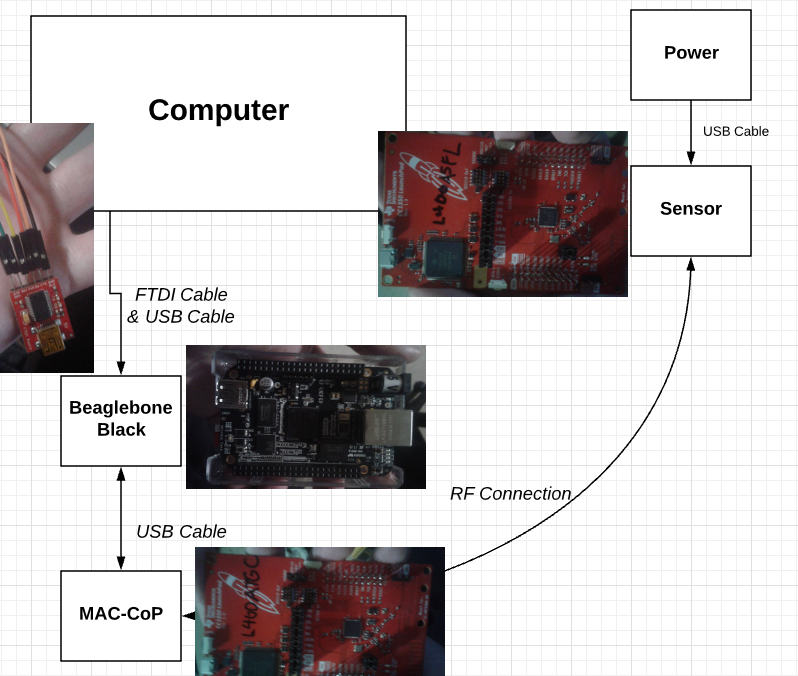 Computer
Power
USB Cable
Sensor
FTDI Cable
& USB Cable
Beaglebone
Black
RF Connection
USB Cable
MAC-CoP